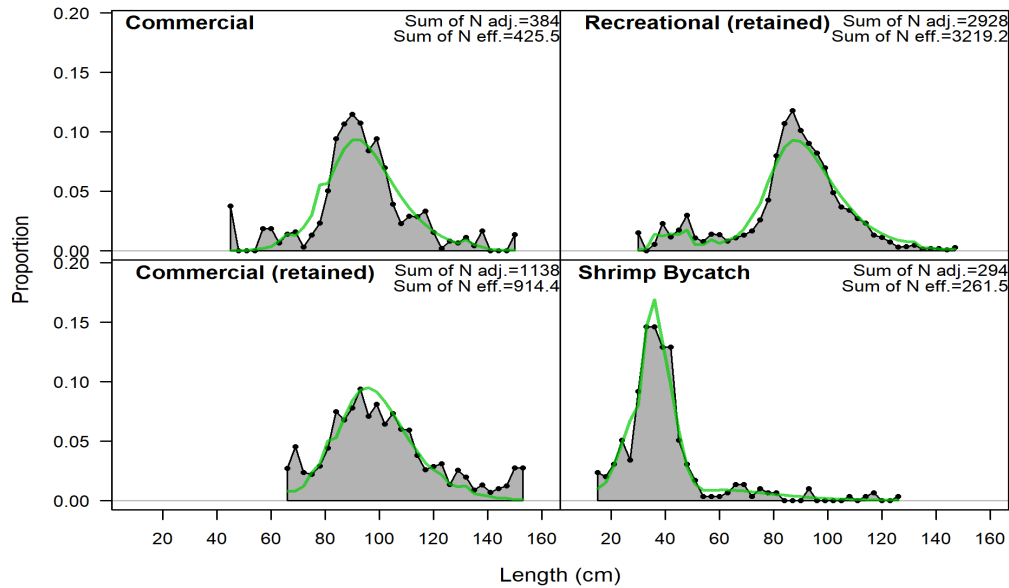 Commercial
Sum of N adj.=384
Sum of N eff.=425.5
Recreational (retained)
Sum of N adj.=2928
Sum of N eff.=3219.2
0.20
0.15
0.10
0.05
0.00
Commercial (retained)
Sum of N adj.=1138
Sum of N eff.=914.4
Shrimp Bycatch
Sum of N adj.=294
Sum of N eff.=261.5
0.20
0.15
0.10
0.05
0.00
20 40 60 80 100 120 140 160
20 40 60 80 100 120 140 160
Proportion
Length (cm)